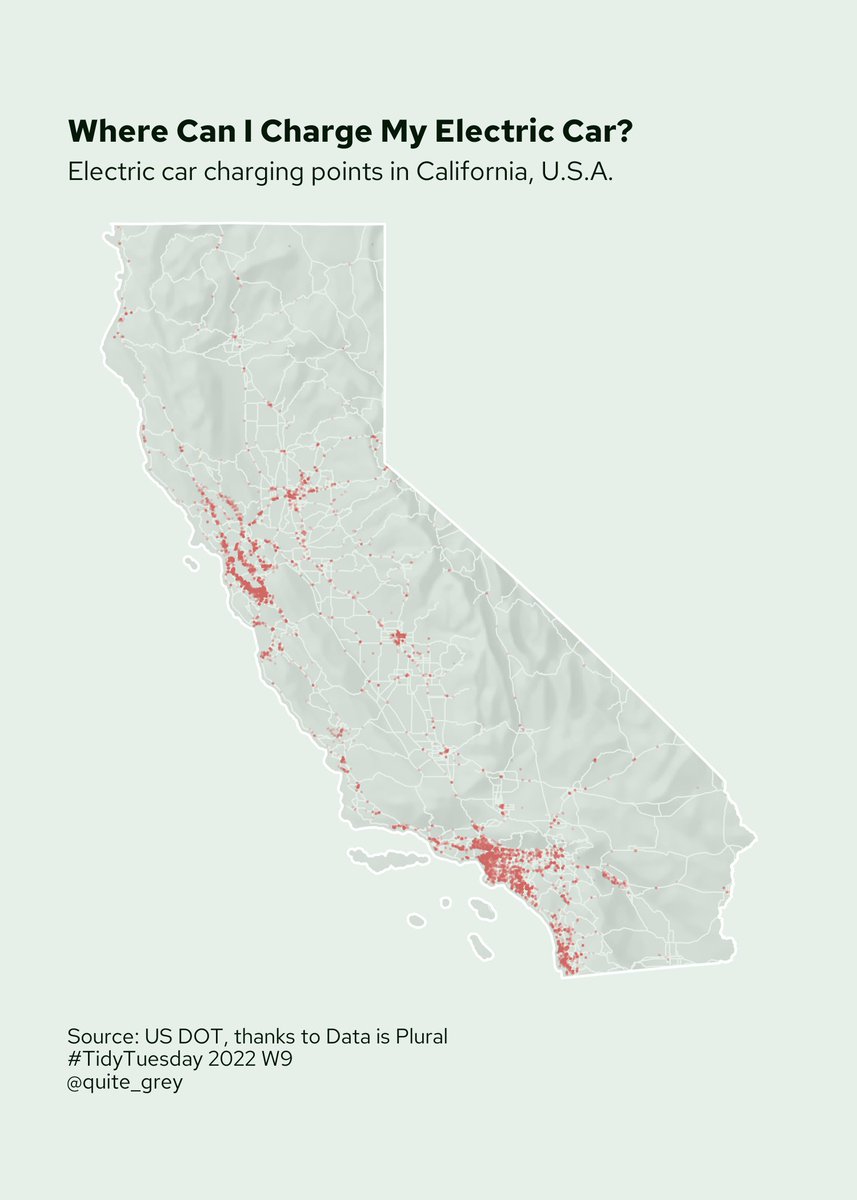 Where Can I Charge My Electric Car?
Electric car charging points in California, U.S.A.
Source: US DOT, thanks to Data is Plural
#TidyTuesday 2022 W9
@quite_grey